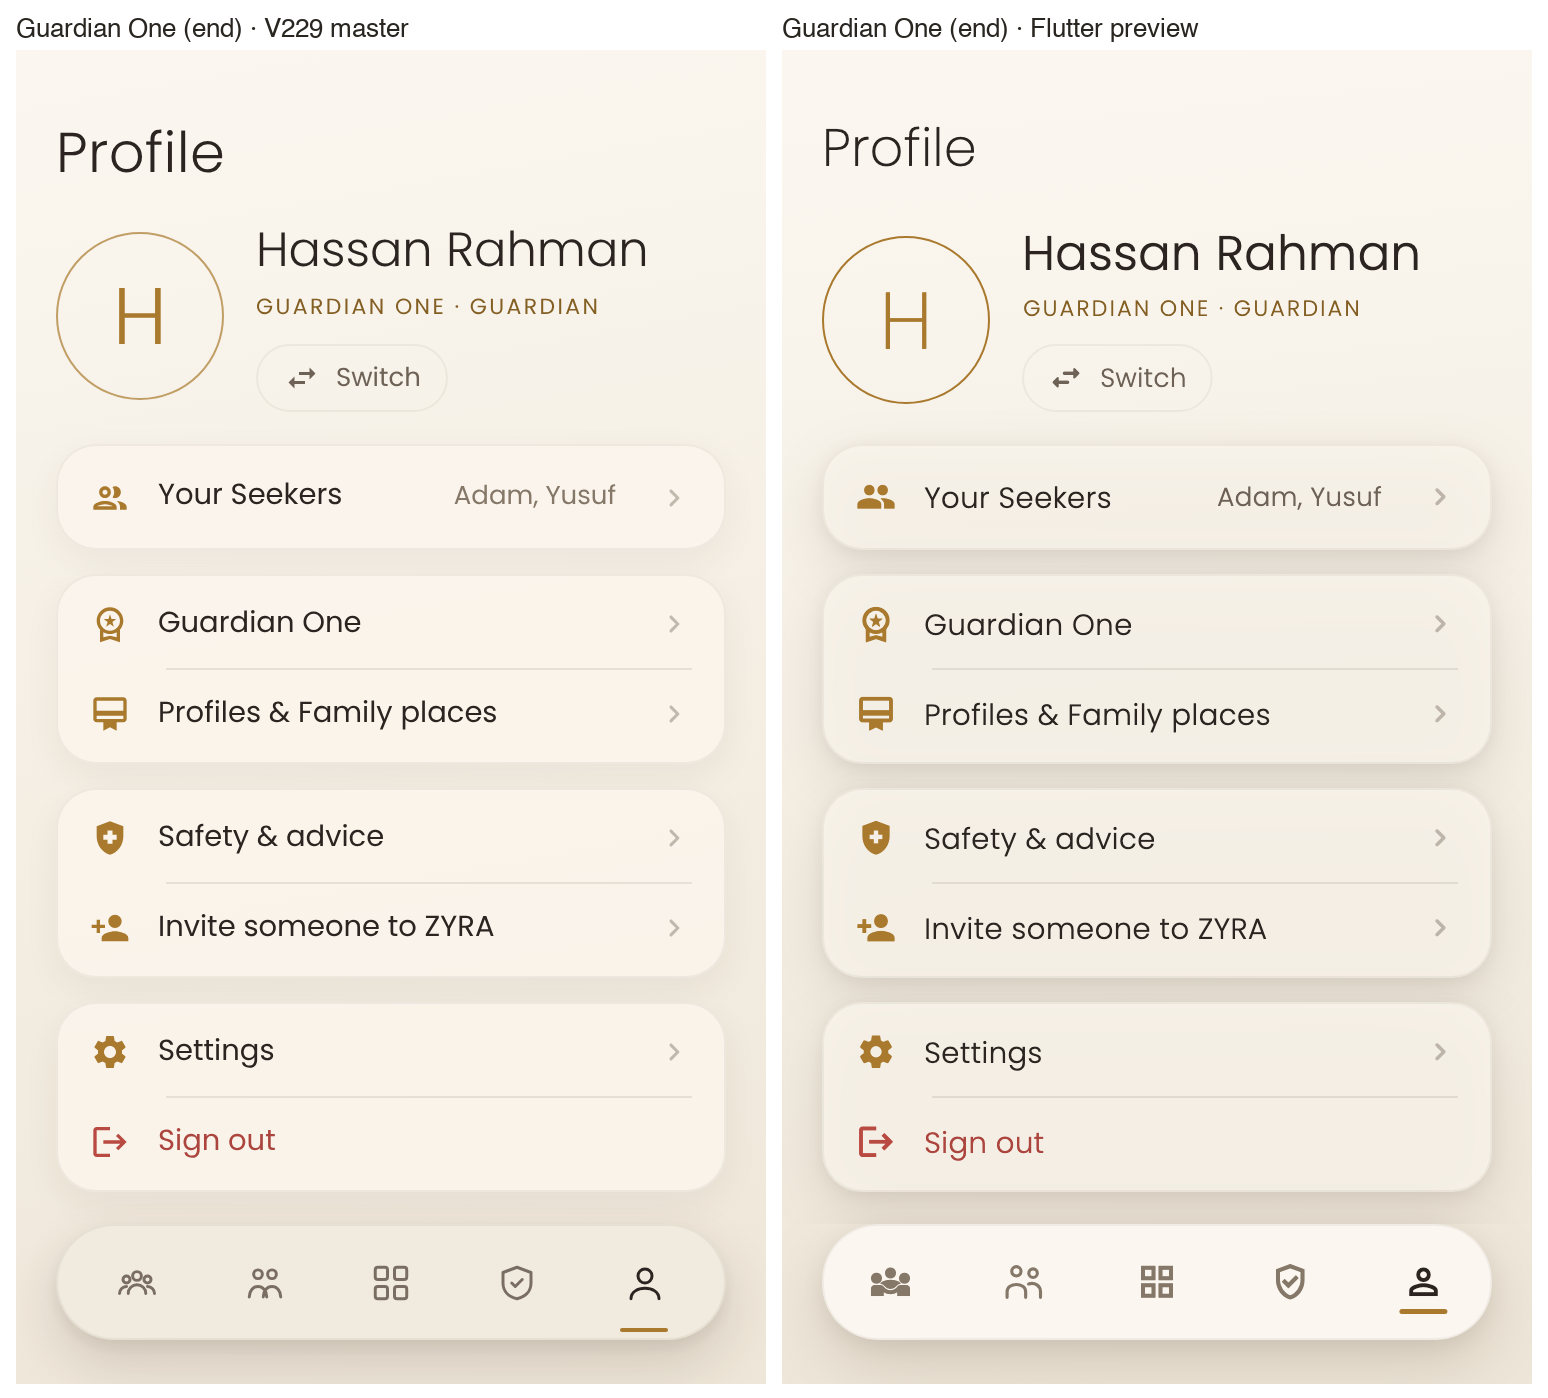 Guardian One (end) · V229 master
Profile
H
Hassan Rahman
GUARDIAN ONE · GUARDIAN
Switch
Your Seekers
Adam, Yusuf
Guardian One
Profiles & Family places
Safety & advice
Invite someone to ZYRA
Settings
Sign out
Guardian One (end) · Flutter preview
Profile
H
Hassan Rahman
GUARDIAN ONE · GUARDIAN
Switch
Your Seekers
Adam, Yusuf
Guardian One
Profiles & Family places
Safety & advice
Invite someone to ZYRA
Settings
Sign out